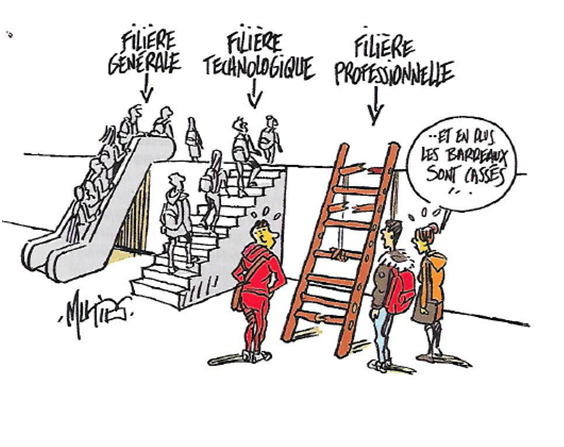 FILIÈRE
GÉNÉRALE
FILIÈRE
TECHNOLOGIQUE
FILIÈRE
PROFESSIONNELLE
..ET EN PLUS
LES BARREAUX
SONT CASSÉS
...